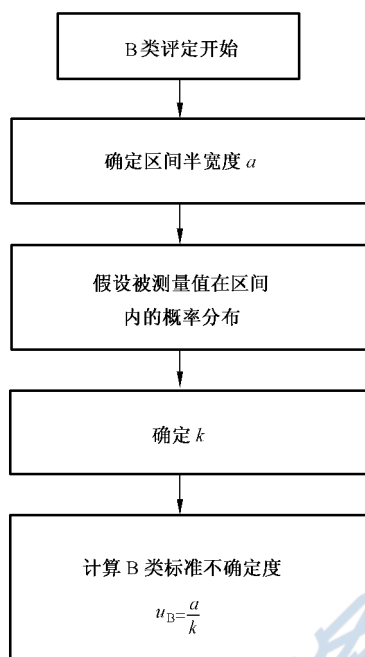 B类评定开始
确定区间半宽度 a
假设被测量值在区间
内的概率分布
确定 k
计算 B 类标准不确定度
u_B=a/k